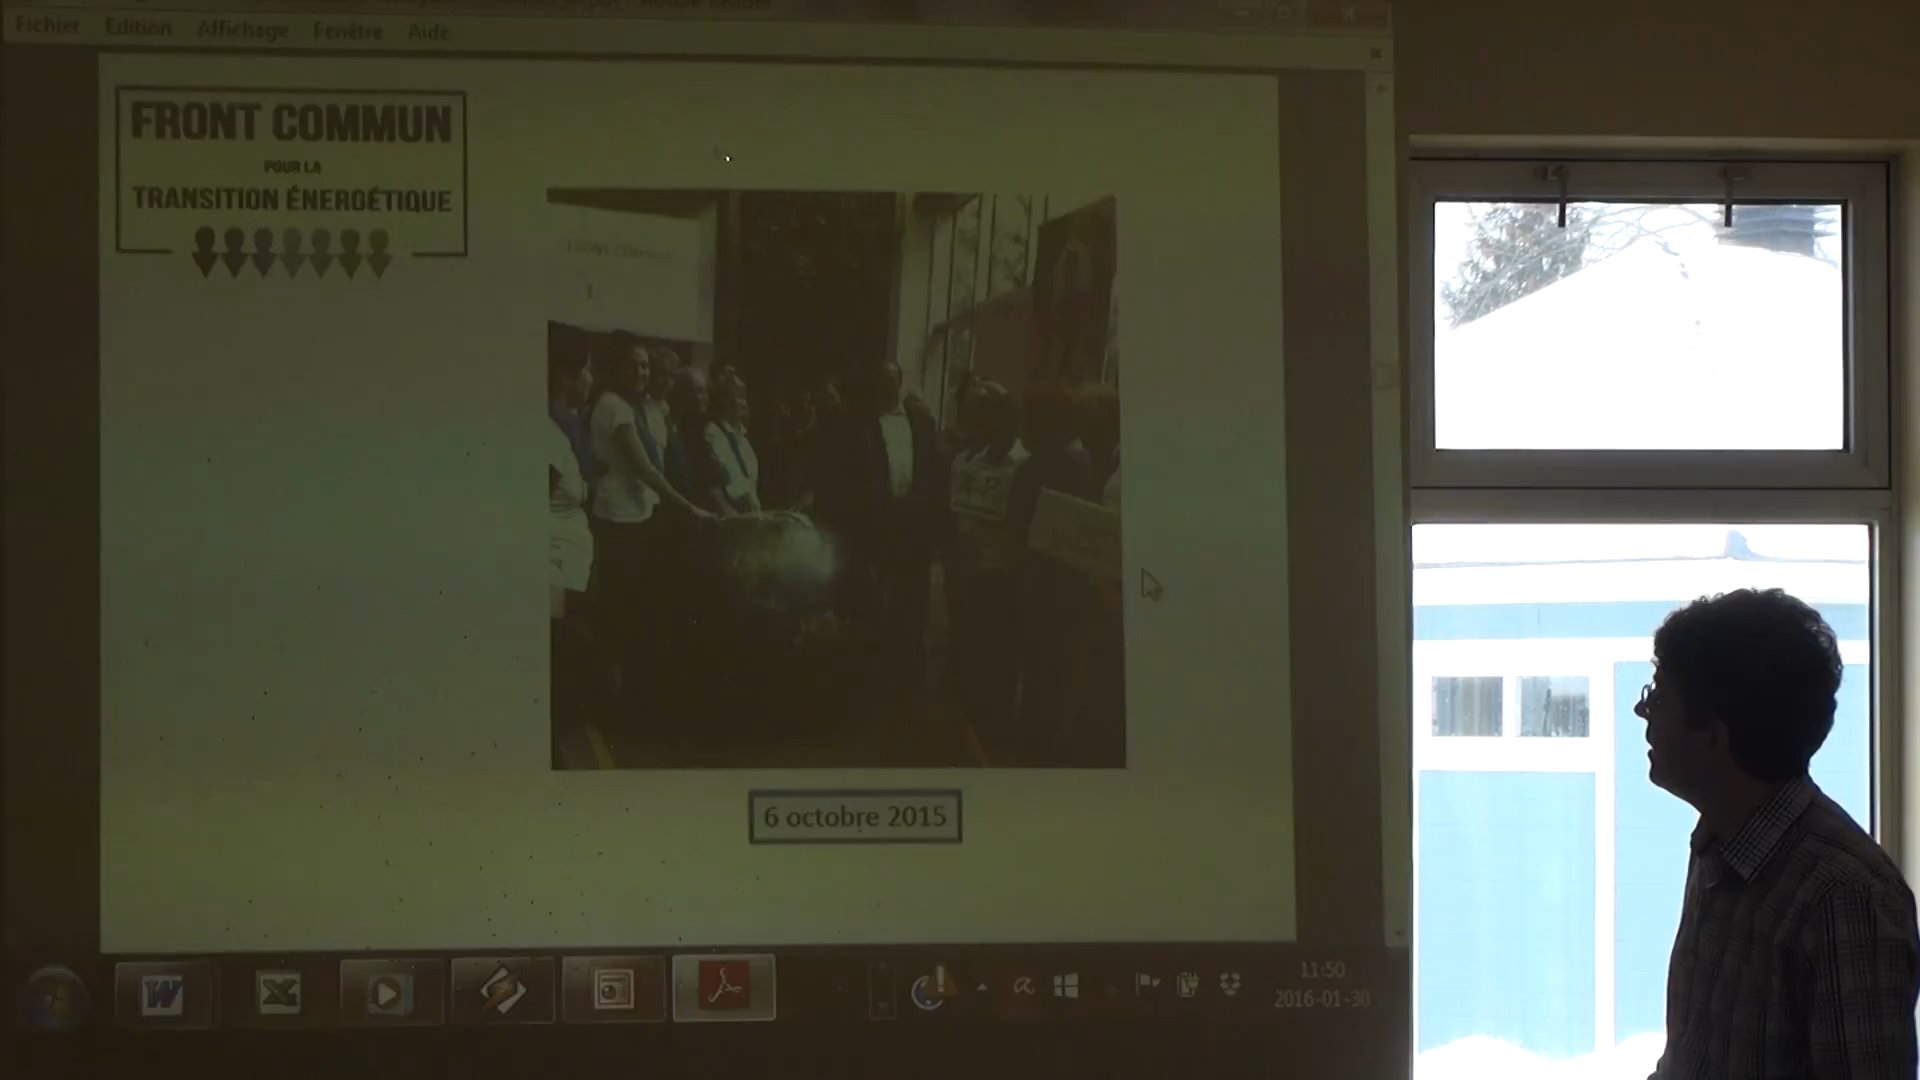 Fichier Edition Affichage Fenêtre Aide
FRONT COMMUN
POUR LA
TRANSITION ÉNERGÉTIQUE
6 octobre 2015
11:50
2016-01-30